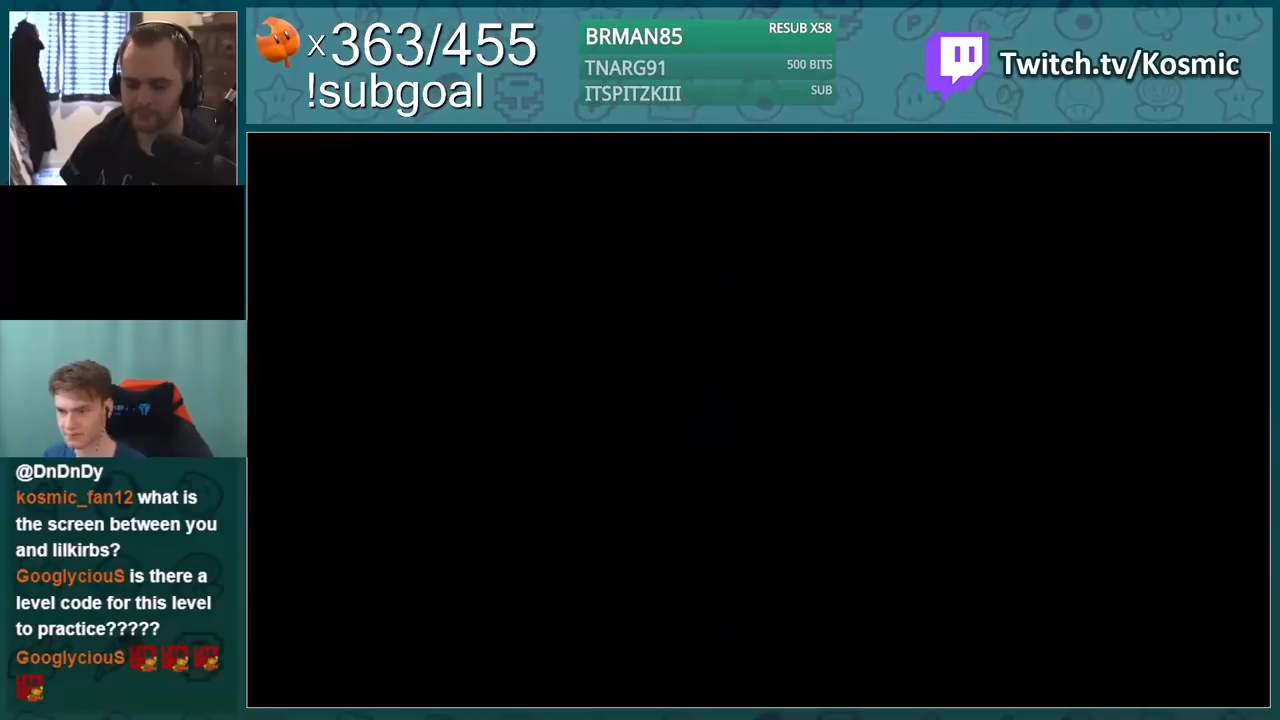 x 363/455
!subgoal
BRMAN85 RESUB X58
TNARG91 500 BITS
ITSPITZKIII SUB
Twitch.tv/Kosmic
@DnDnDy
kosmic_fan12 what is
the screen between you
and lilkirbs?
GooglyciouS is there a
level code for this level
to practice?????
GooglyciouS